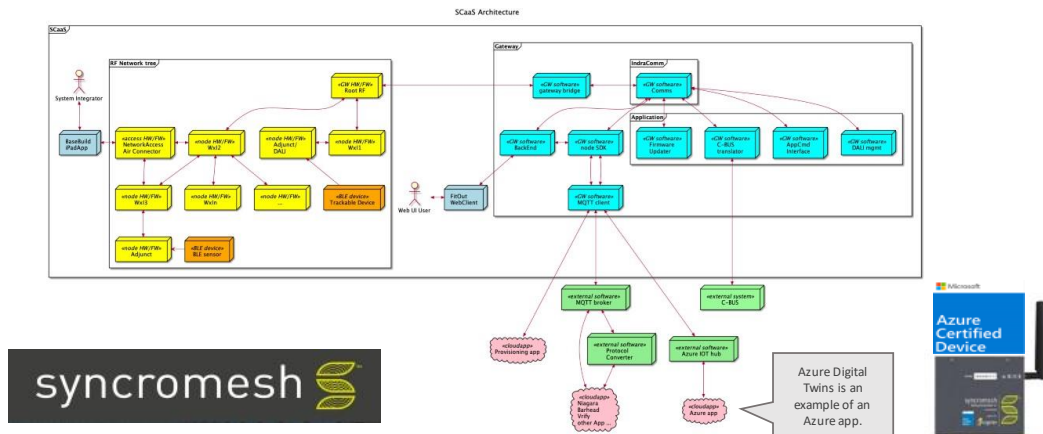 SCaaS Architecture
SCaaS
Gateway
RF Network tree
IndraComm
System Integrator
«GW HW/FW»
Root RF
«GW software»
gateway bridge
«GW software»
Comms
Application
BaseBuild
iPadApp
«access HW/FW»
NetworkAccess
Air Connector
«node HW/FW»
Wxl2
«node HW/FW»
Adjunct/
DALI
«node HW/FW»
Wxl1
«GW software»
BackEnd
«GW software»
node SDK
«GW software»
Firmware
Updater
«GW software»
C-BUS
translator
«GW software»
AppCmd
interface
«GW software»
DALI mgmt
«node HW/FW»
Wxl3
«node HW/FW»
Wxln
«node HW/FW»
...
«BLE device»
Trackable Device
Web UI User
FitOut
WebClient
«GW software»
MQTT client
«node HW/FW»
Adjunct
«BLE device»
BLE sensor
«external software»
MQTT broker
«external system»
C-BUS
«cloudapp»
Provisioning app
«external software»
Protocol
Converter
«external software»
Azure IOT hub
«cloudapp»
Niagara
Barhead
Vrify
other App ...
«cloudapp»
Azure app
Azure Digital
Twins is an
example of an
Azure app.
syncromesh
Microsoft
Azure
Certified
Device